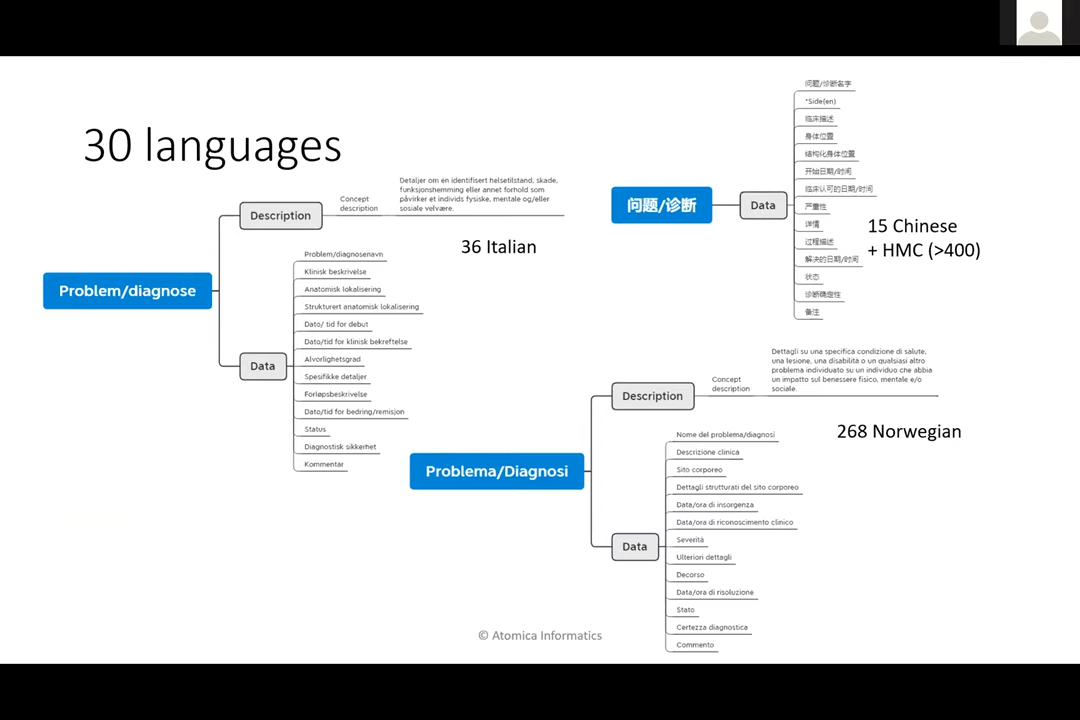 30 languages
Problem/diagnose
Description
Concept
description
Detaljer om en identifisert helsetilstand, skade,
funksjonshemming eller annet forhold som
påvirker et individs fysiske, mentale og/eller
sosiale velvære.
36 Italian
Data
Problem/diagnosenavn
Klinisk beskrivelse
Anatomisk lokalisering
Strukturert anatomisk lokalisering
Dato/ tid for debut
Dato/tid for klinisk bekreftelse
Alvorlighetsgrad
Spesifikke detaljer
Forløpsbeskrivelse
Dato/tid for bedring/remisjon
Status
Diagnostisk sikkerhet
Kommentar
问题/诊断
Data
问题/诊断名字
*Side(en)
临床描述
身体位置
结构化身体位置
开始日期/时间
临床认可的日期/时间
严重性
详情
过程描述
解决的日期/时间
状态
诊断确定性
备注
15 Chinese
+ HMC (>400)
Problema/Diagnosi
Description
Concept
description
Dettagli su una specifica condizione di salute,
una lesione, una disabilità o un qualsiasi altro
problema individuato su un individuo che abbia
un impatto sul benessere fisico, mentale e/o
sociale.
268 Norwegian
Data
Nome del problema/diagnosi
Descrizione clinica
Sito corporeo
Dettagli strutturati del sito corporeo
Data/ora di insorgenza
Data/ora di riconoscimento clinico
Severità
Ulteriori dettagli
Decorso
Data/ora di risoluzione
Stato
Certezza diagnostica
Commento
© Atomica Informatics